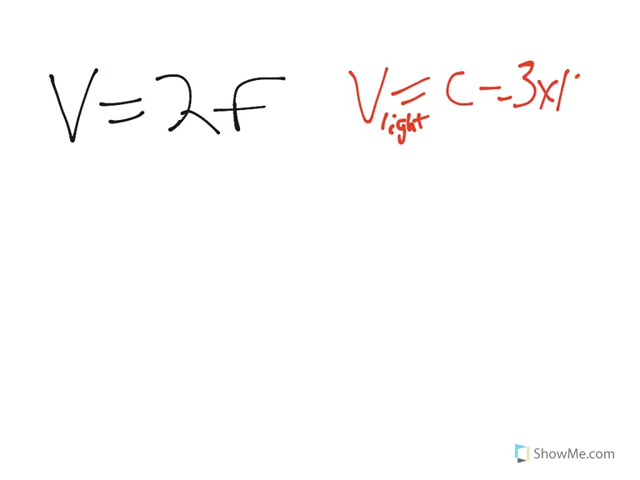 V = λf
V light = C = 3x1
ShowMe.com